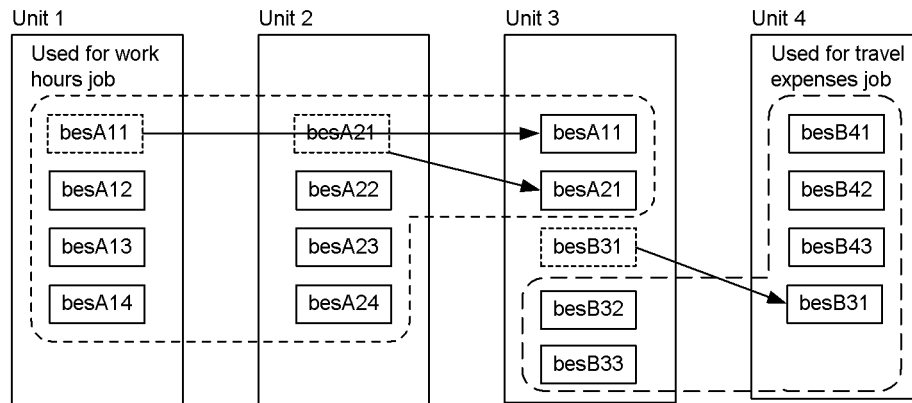 Unit 1
Unit 2
Unit 3
Unit 4
Used for work
hours job
Used for travel
expenses job
besA11
besA21
besA11
besB41
besA12
besA22
besA21
besB42
besA13
besA23
besB31
besB43
besA14
besA24
besB32
besB31
besB33